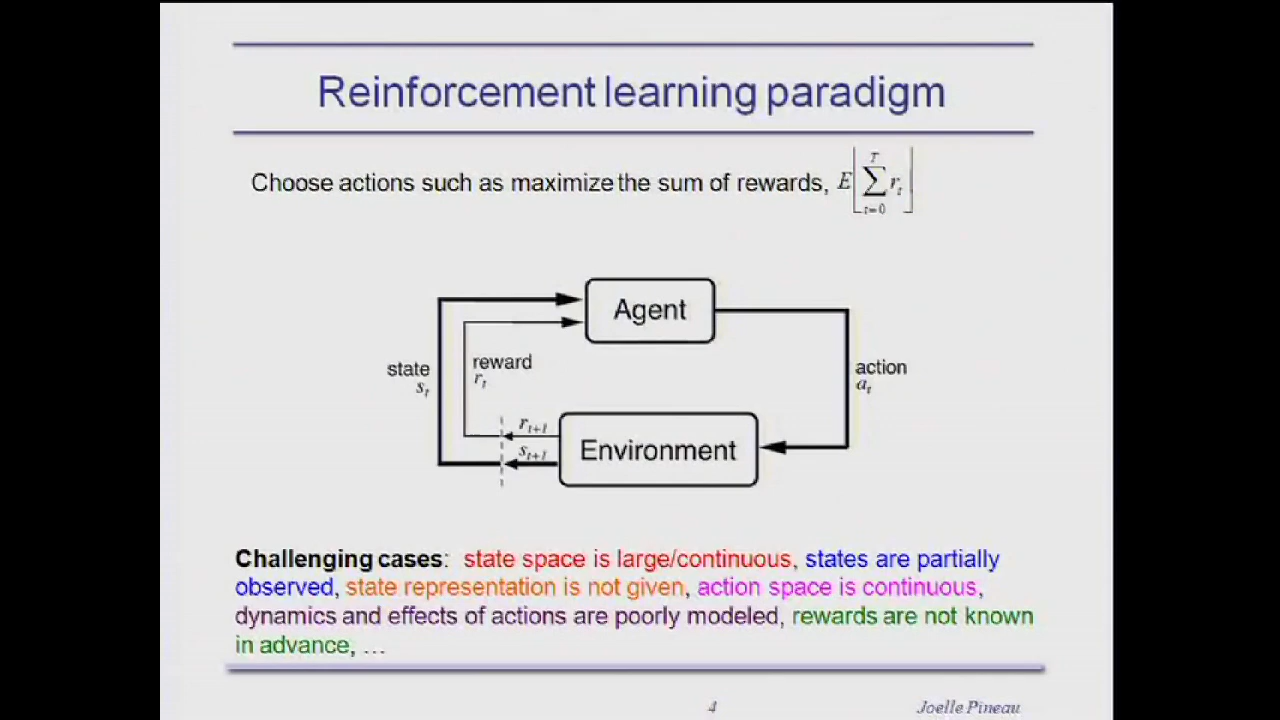 Reinforcement learning paradigm
Choose actions such as maximize the sum of rewards, E[∑_{t=0}^{T} r_t]
Agent
state
s_t
reward
r_t
action
a_t
r_{t+1}
s_{t+1}
Environment
Challenging cases: state space is large/continuous, states are partially
observed, state representation is not given, action space is continuous,
dynamics and effects of actions are poorly modeled, rewards are not known
in advance, …
4
Joelle Pineau